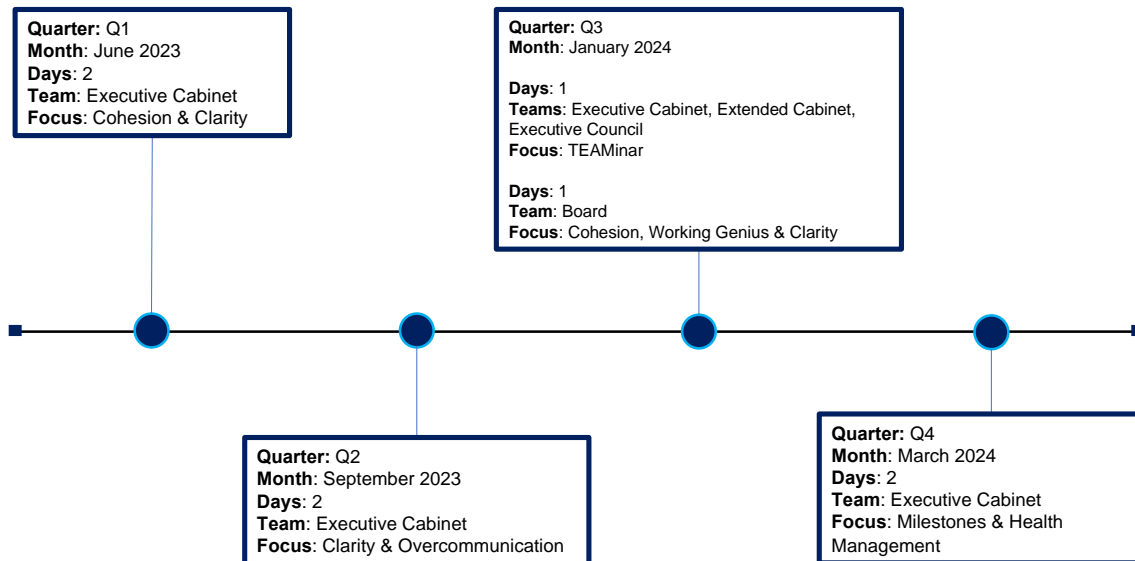 Quarter: Q1
Month: June 2023
Days: 2
Team: Executive Cabinet
Focus: Cohesion & Clarity
Quarter: Q2
Month: September 2023
Days: 2
Team: Executive Cabinet
Focus: Clarity & Overcommunication
Quarter: Q3
Month: January 2024
Days: 1
Teams: Executive Cabinet, Extended Cabinet,
Executive Council
Focus: TEAMinar
Days: 1
Team: Board
Focus: Cohesion, Working Genius & Clarity
Quarter: Q4
Month: March 2024
Days: 2
Team: Executive Cabinet
Focus: Milestones & Health
Management